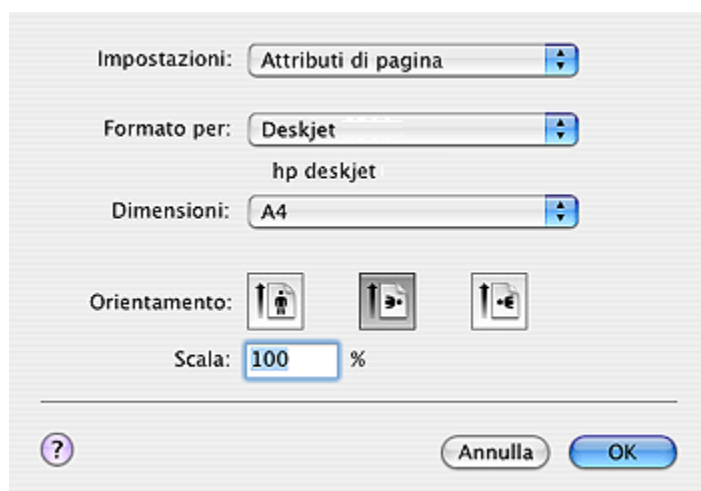 Impostazioni: Attributi di pagina
Formato per: Deskjet
hp deskjet
Dimensioni: A4
Orientamento:
Scala: 100 %
? Annulla OK